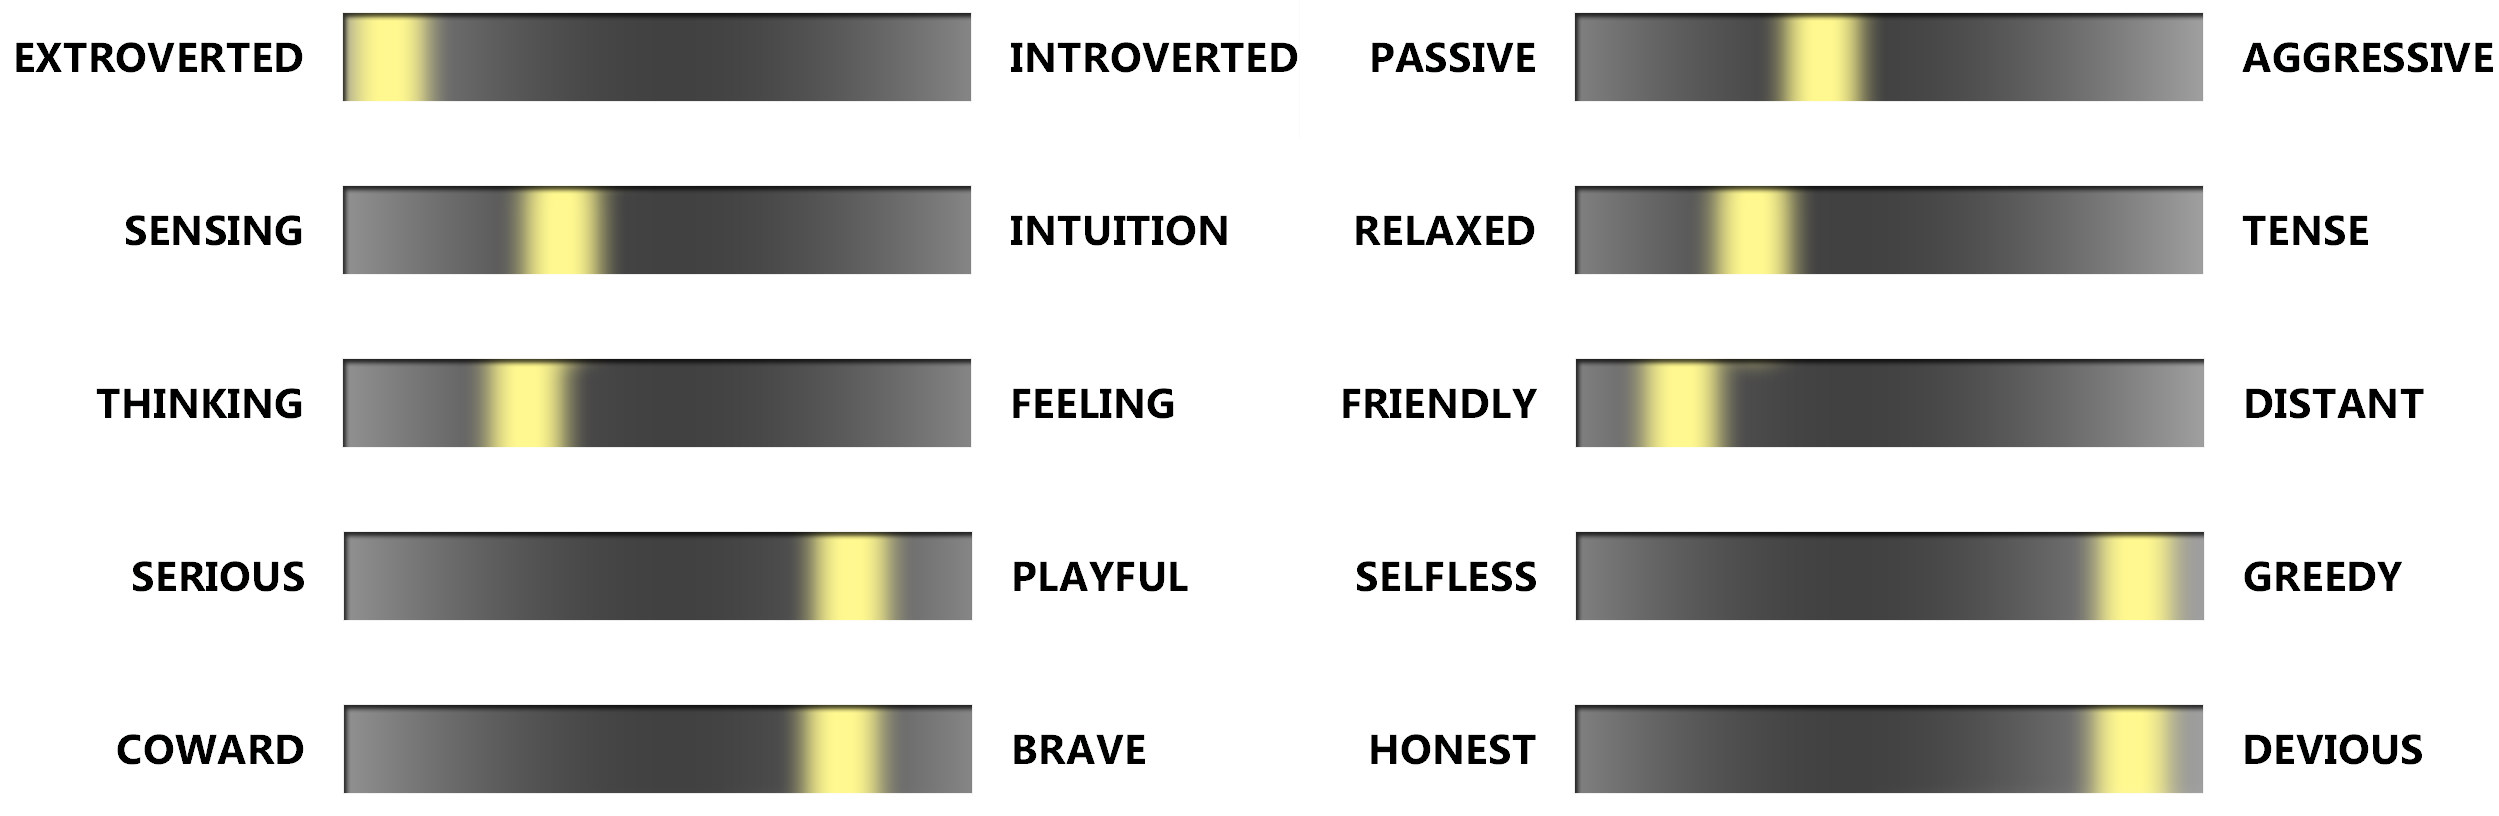 EXTROVERTED INTROVERTED PASSIVE AGGRESSIVE
SENSING INTUITION RELAXED TENSE
THINKING FEELING FRIENDLY DISTANT
SERIOUS PLAYFUL SELFLESS GREEDY
COWARD BRAVE HONEST DEVIOUS